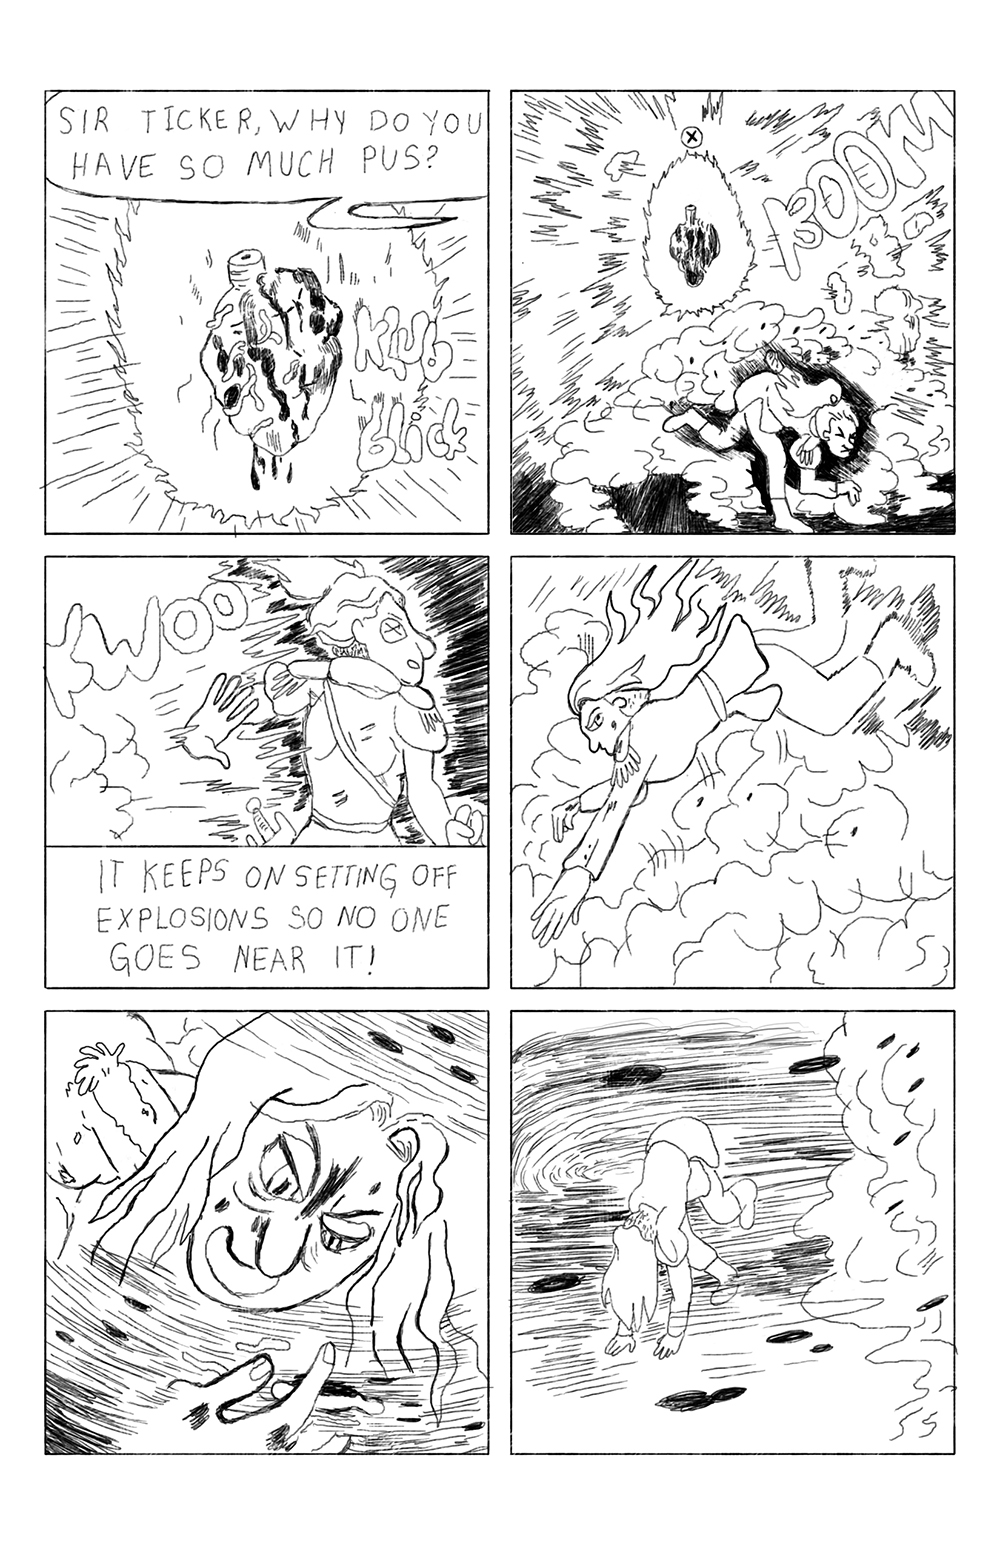 SIR TICKER, WHY DO YOU
HAVE SO MUCH PUS?
Klub
blick
BOOM
KWOO
IT KEEPS ON SETTING OFF
EXPLOSIONS SO NO ONE
GOES NEAR IT!